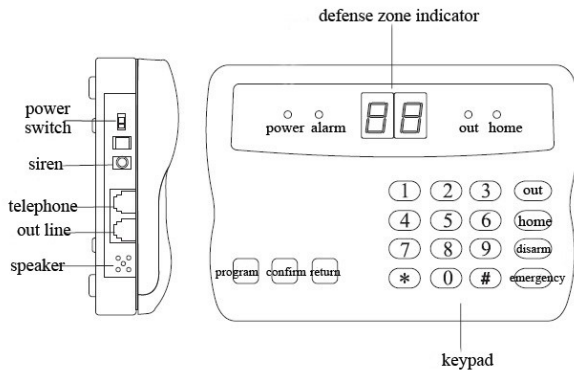 defense zone indicator
power
switch
siren
telephone
out line
speaker
power alarm
88
out home
1 2 3 out
4 5 6 home
7 8 9 disarm
* 0 # emergency
program confirm return
keypad